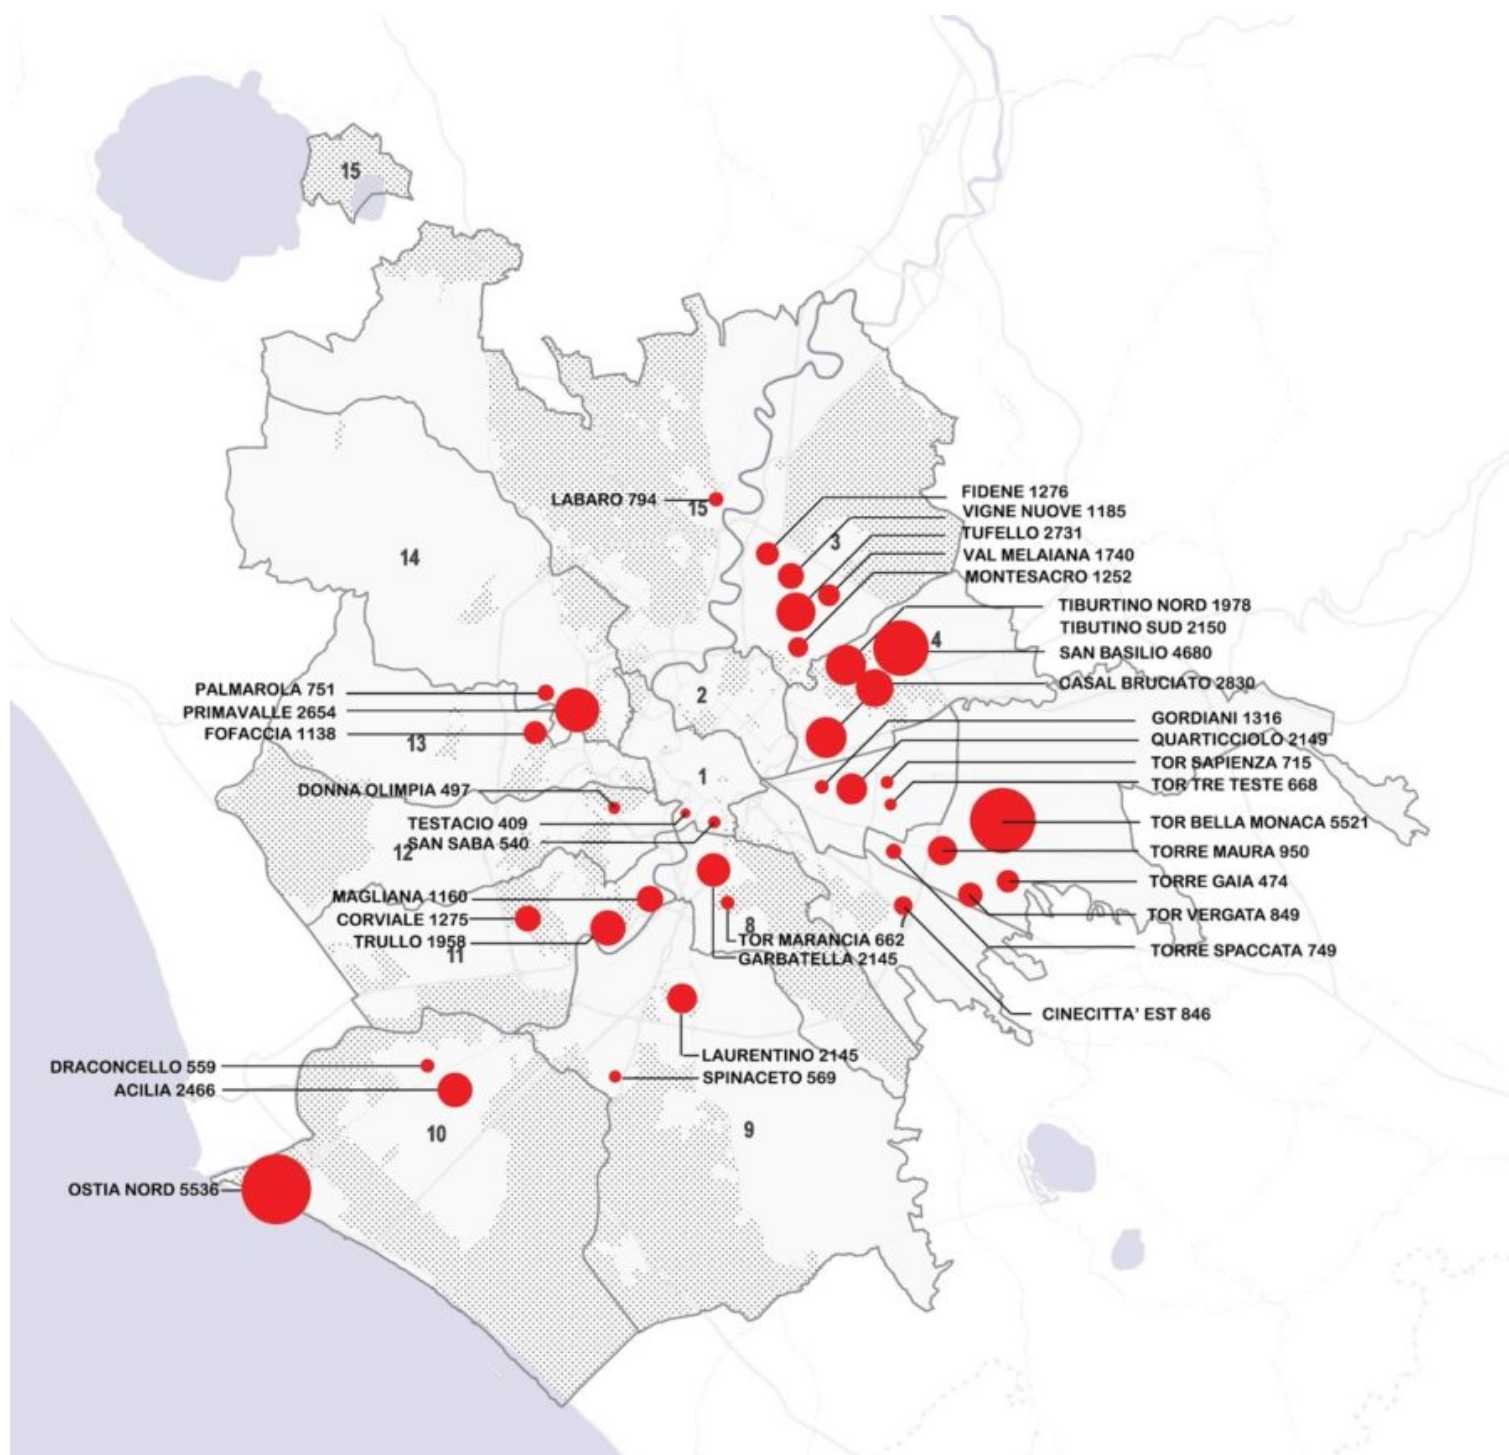 15
LABARO 794
15
FIDENE 1276
VIGNE NUOVE 1185
3
TUFELLO 2731
VAL MELAIANA 1740
14
MONTESACRO 1252
TIBURTINO NORD 1978
TIBUTINO SUD 2150
4
SAN BASILIO 4680
CASAL BRUCIATO 2830
PALMAROLA 751
2
PRIMAVALLE 2654
GORDIANI 1316
FOFACCIA 1138
13
QUARTICCIOLO 2149
TOR SAPIENZA 715
1
TOR TRE TESTE 668
DONNA OLIMPIA 497
TESTACIO 409
TOR BELLA MONACA 5521
SAN SABA 540
12
TORRE MAURA 950
TORRE GAIA 474
MAGLIANA 1160
TOR VERGATA 849
CORVIALE 1275
8
7
TRULLO 1958
TOR MARANCIA 662
11
TORRE SPACCATA 749
GARBATELLA 2145
CINECITTA' EST 846
LAURENTINO 2145
DRACONCELLO 559
SPINACETO 569
ACILIA 2466
10
9
OSTIA NORD 5536